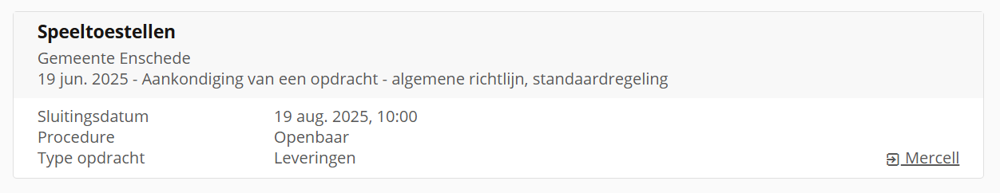 Speeltoestellen
Gemeente Enschede
19 jun. 2025 - Aankondiging van een opdracht - algemene richtlijn, standaardregeling
Sluitingsdatum 19 aug. 2025, 10:00
Procedure Openbaar
Type opdracht Leveringen Mercell